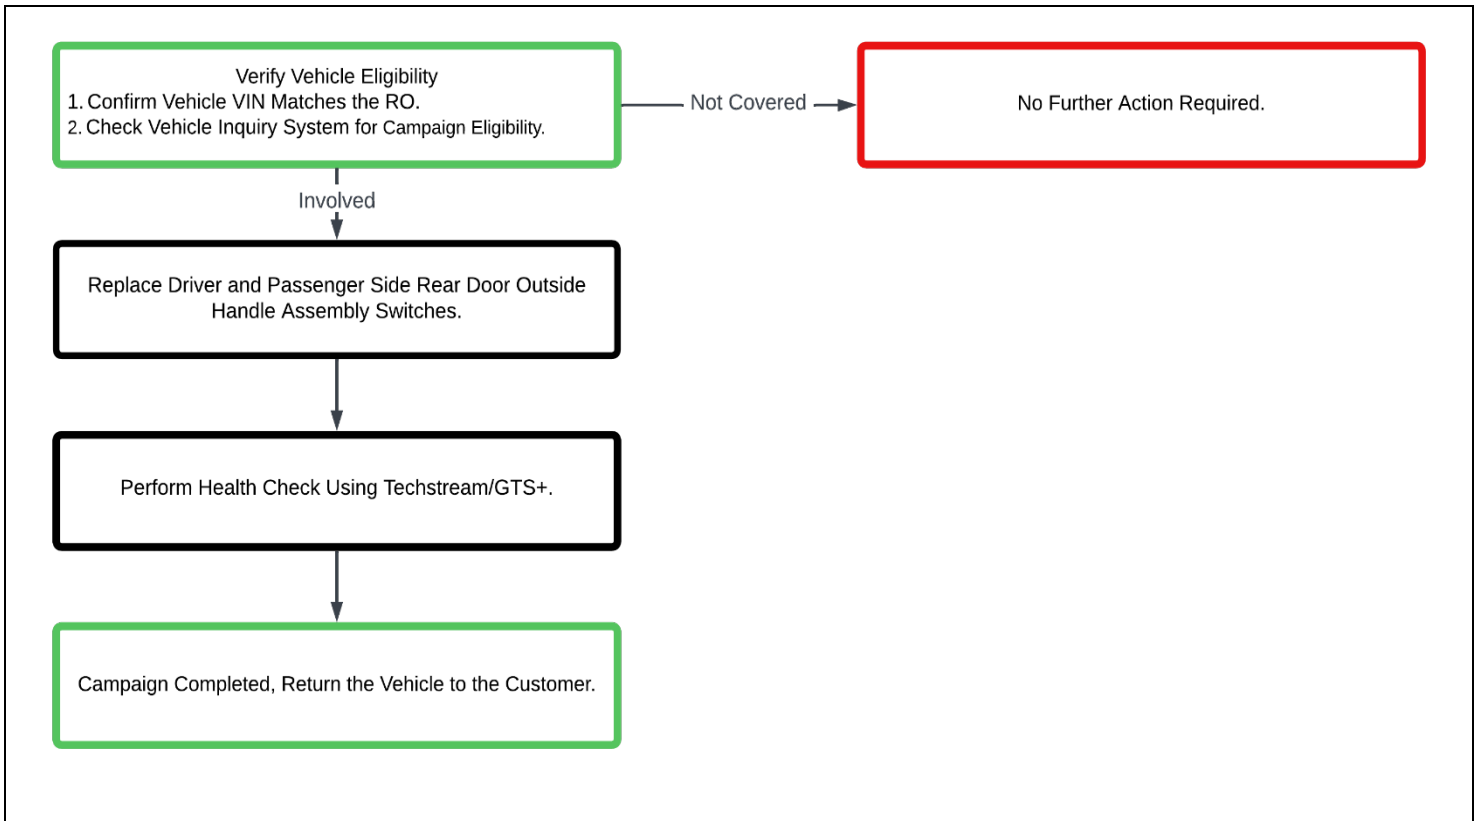 Verify Vehicle Eligibility
1. Confirm Vehicle VIN Matches the RO.
2. Check Vehicle Inquiry System for Campaign Eligibility.
Not Covered
No Further Action Required.
Involved
Replace Driver and Passenger Side Rear Door Outside
Handle Assembly Switches.
Perform Health Check Using Techstream/GTS+.
Campaign Completed, Return the Vehicle to the Customer.